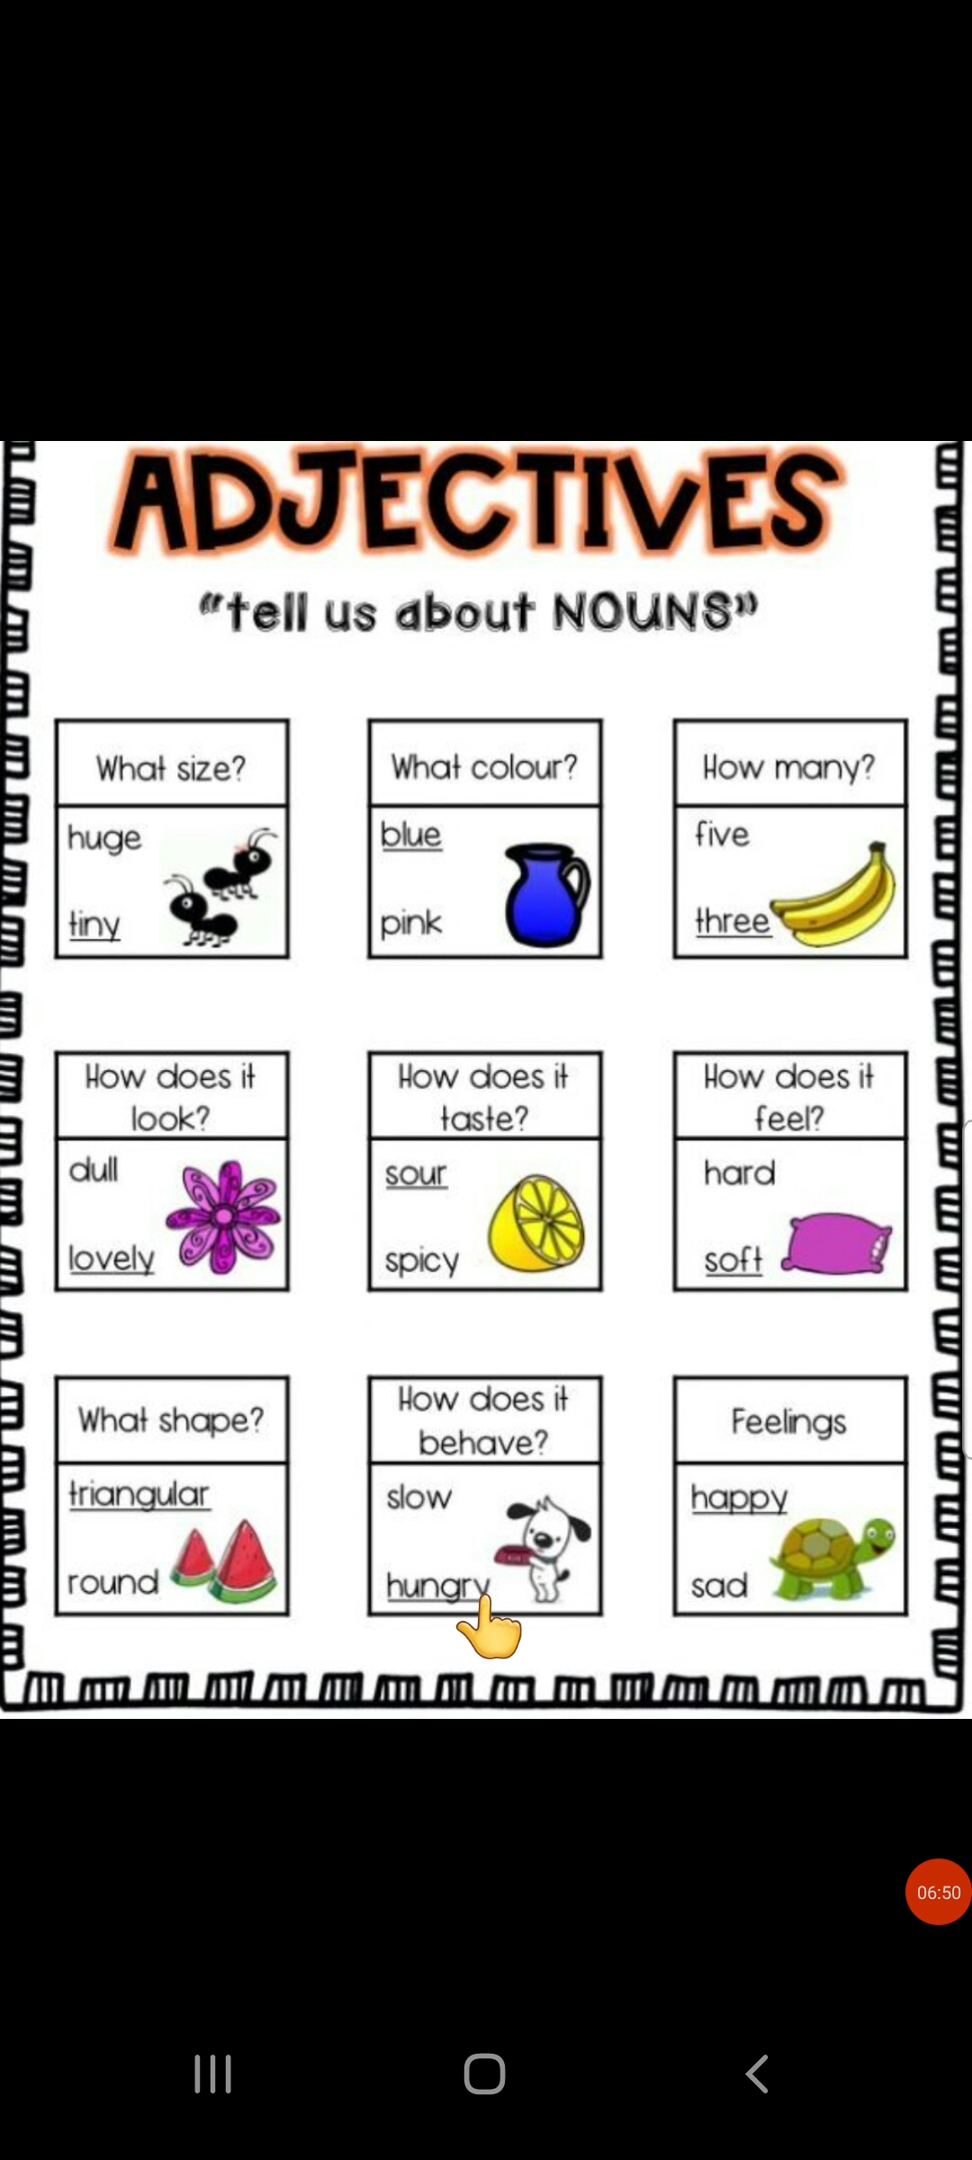 ADJECTIVES
"tell us about NOUNS"
What size?
huge
tiny
What colour?
blue
pink
How many?
five
three
How does it
look?
dull
lovely
How does it
taste?
sour
spicy
How does it
feel?
hard
soft
What shape?
triangular
round
How does it
behave?
slow
hungry
Feelings
happy
sad
06:50